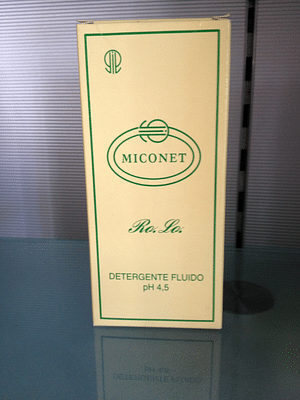 MICONET
Ro. Lo.
DETERGENTE FLUIDO
pH 4,5